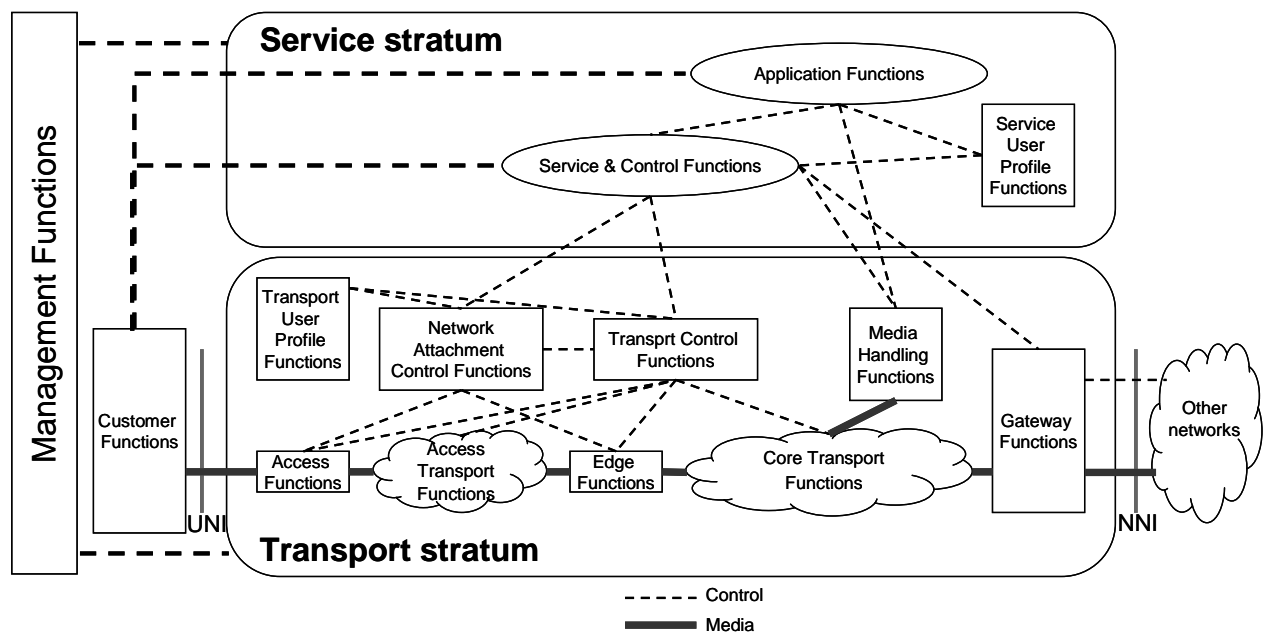 Service stratum
Application Functions
Service
User
Profile
Functions
Service & Control Functions
Management Functions
Transport
User
Profile
Functions
Network
Attachment
Control Functions
Transprt Control
Functions
Media
Handling
Functions
Customer
Functions
Gateway
Functions
Other
networks
Access
Functions
Access
Transport
Functions
Edge
Functions
Core Transport
Functions
UNI
NNI
Transport stratum
Control
Media